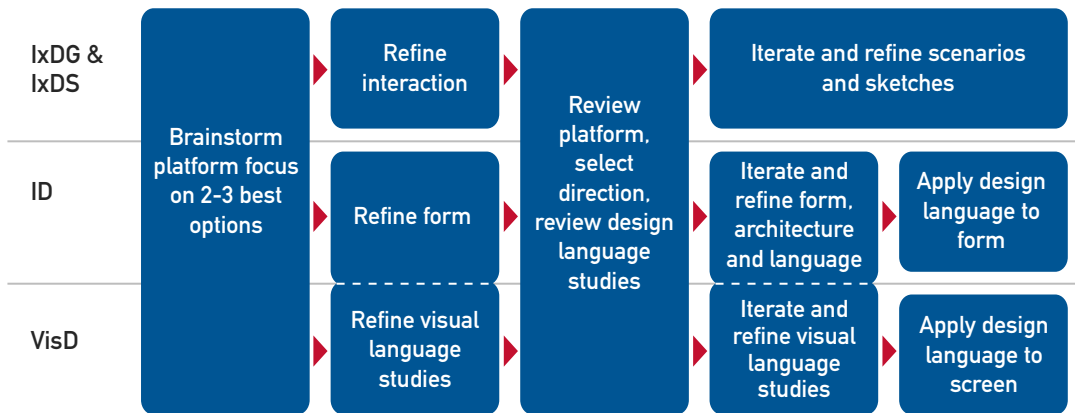 IxDG &
IxDS
Brainstorm
platform focus
on 2-3 best
options
Refine
interaction
Review
platform,
select
direction,
review design
language
studies
Iterate and refine scenarios
and sketches
ID
Refine form
Iterate and
refine form,
architecture
and language
Apply design
language to
form
VisD
Refine visual
language
studies
Iterate and
refine visual
language
studies
Apply design
language to
screen